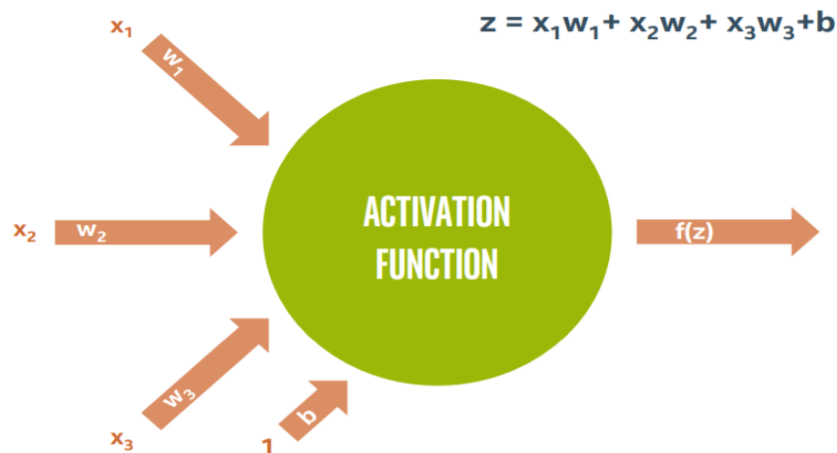 x₁
z = x₁w₁+ x₂w₂+ x₃w₃+b
w₁
ACTIVATION
FUNCTION
x₂
w₂
f(z)
w₃
x₃
b
1